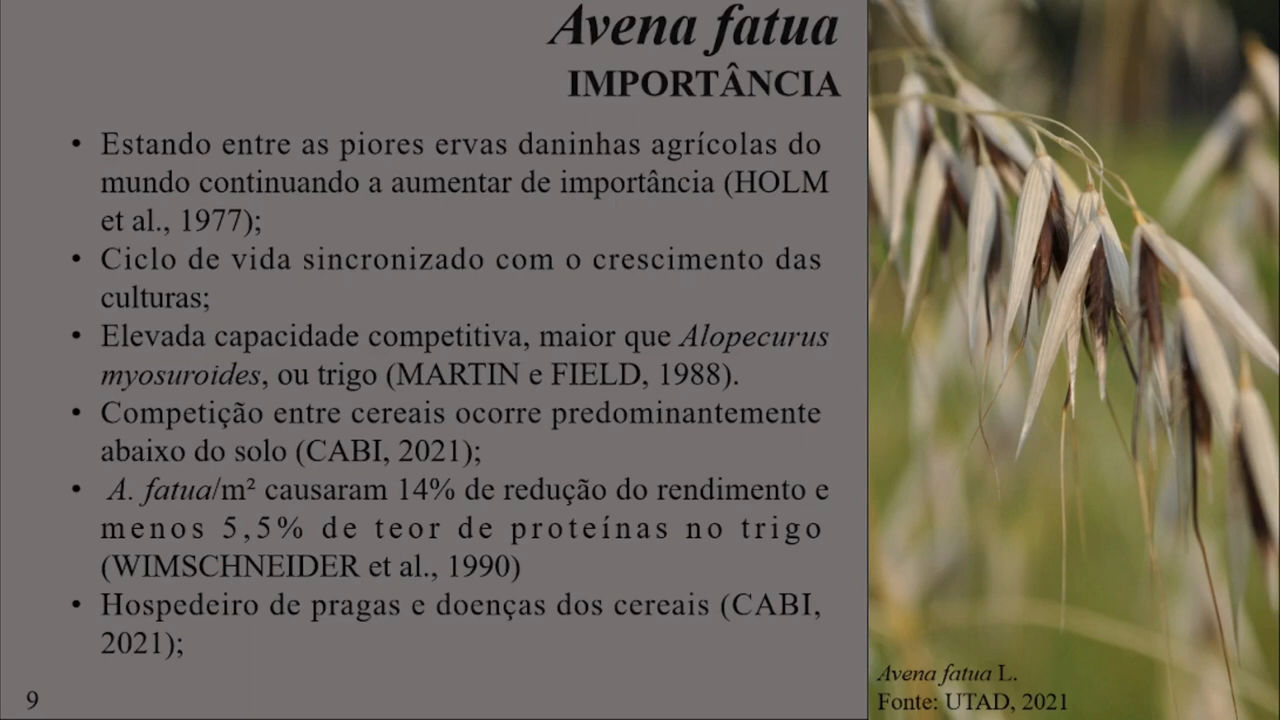 Avena fatua
IMPORTÂNCIA
• Estando entre as piores ervas daninhas agrícolas do
mundo continuando a aumentar de importância (HOLM
et al., 1977);
• Ciclo de vida sincronizado com o crescimento das
culturas;
• Elevada capacidade competitiva, maior que Alopecurus
myosuroides, ou trigo (MARTIN e FIELD, 1988).
• Competição entre cereais ocorre predominantemente
abaixo do solo (CABI, 2021);
• A. fatua/m² causaram 14% de redução do rendimento e
menos 5,5% de teor de proteínas no trigo
(WIMSCHNEIDER et al., 1990)
• Hospedeiro de pragas e doenças dos cereais (CABI,
2021);
9
Avena fatua L.
Fonte: UTAD, 2021